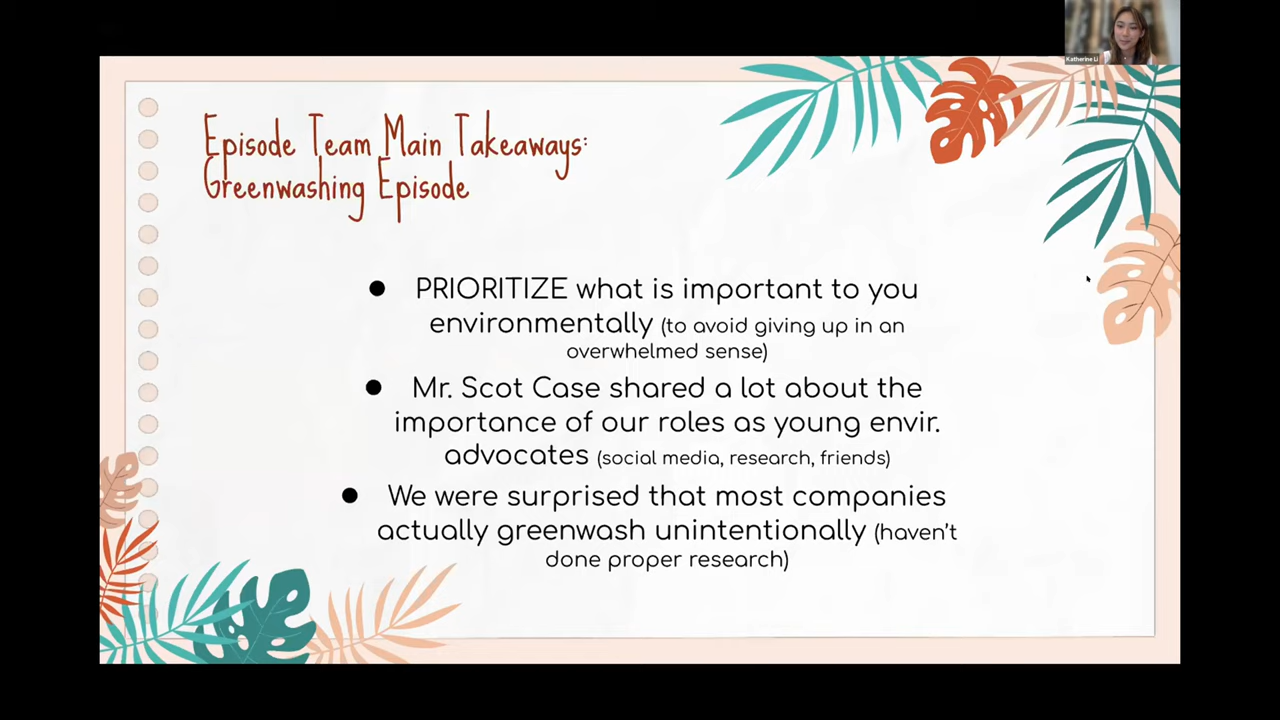 Katherine Li
Episode Team Main Takeaways:
Greenwashing Episode
● PRIORITIZE what is important to you
environmentally (to avoid giving up in an
overwhelmed sense)
● Mr. Scot Case shared a lot about the
importance of our roles as young envir.
advocates (social media, research, friends)
● We were surprised that most companies
actually greenwash unintentionally (haven't
done proper research)